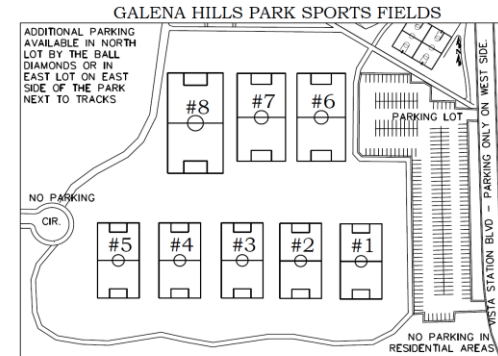 GALENA HILLS PARK SPORTS FIELDS
ADDITIONAL PARKING
AVAILABLE IN NORTH
LOT BY THE BALL
DIAMONDS OR IN
EAST LOT ON EAST
SIDE OF THE PARK
NEXT TO TRACKS
#8
#7
#6
PARKING LOT
VISTA STATION BLVD - PARKING ONLY ON WEST SIDE.
NO PARKING
CIR.
#5
#4
#3
#2
#1
NO PARKING IN
RESIDENTIAL AREAS